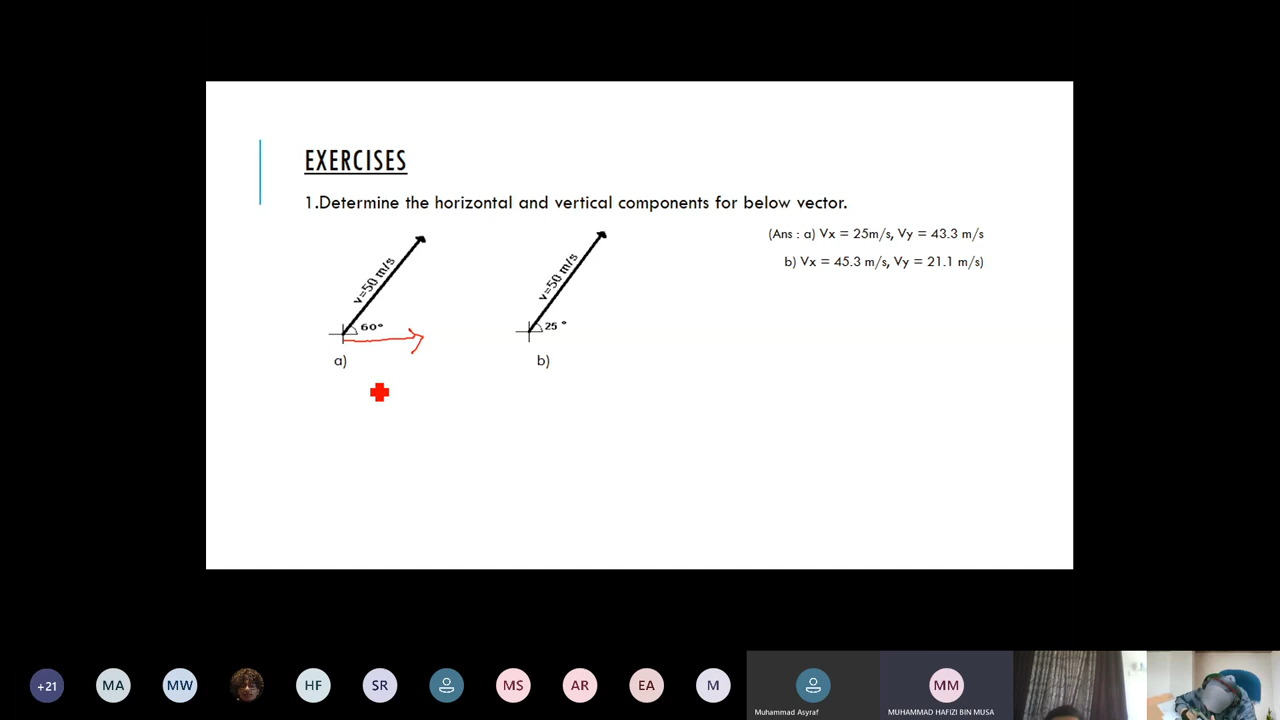 EXERCISES
1.Determine the horizontal and vertical components for below vector.
(Ans : a) Vx = 25m/s, Vy = 43.3 m/s
b) Vx = 45.3 m/s, Vy = 21.1 m/s)
v=50 m/s
60°
a)
v=50 m/s
25 °
b)
+21
MA
MW
HF
SR
MS
AR
EA
M
Muhammad Asyraf
MM
MUHAMMAD HAFIZI BIN MUSA